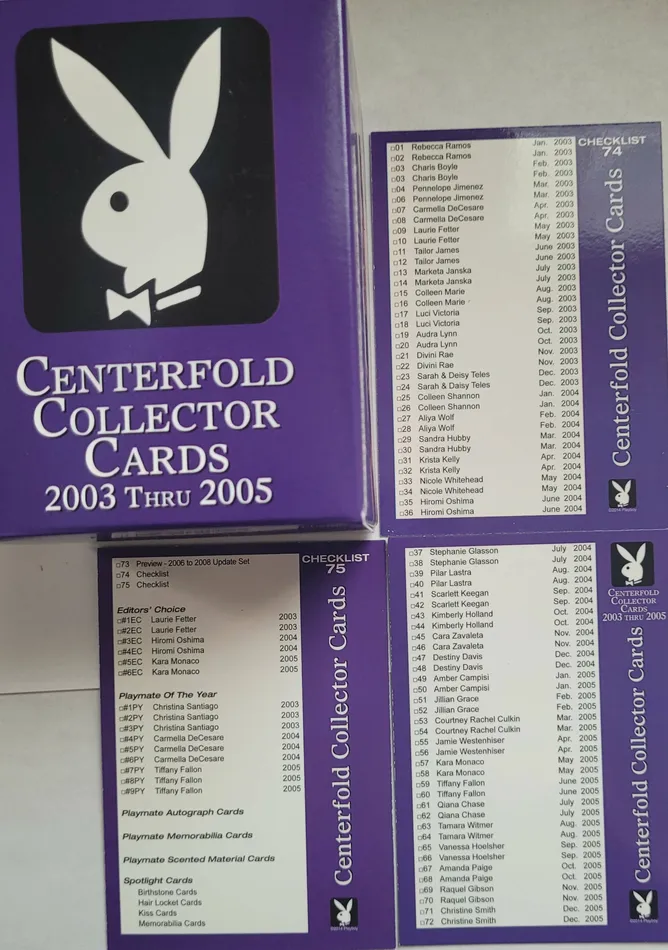 CENTERFOLD
COLLECTOR
CARDS
2003 THRU 2005
CHECKLIST
74
□01 Rebecca Ramos Jan. 2003
□02 Rebecca Ramos Jan. 2003
□03 Charis Boyle Feb. 2003
□03 Charis Boyle Feb. 2003
□04 Pennelope Jimenez Mar. 2003
□06 Pennelope Jimenez Mar. 2003
□07 Carmella DeCesare Apr. 2003
□08 Carmella DeCesare Apr. 2003
□09 Laurie Fetter May 2003
□10 Laurie Fetter May 2003
□11 Tailor James June 2003
□12 Tailor James June 2003
□13 Marketa Janska July 2003
□14 Marketa Janska July 2003
□15 Colleen Marie Aug. 2003
□16 Colleen Marie Aug. 2003
□17 Luci Victoria Sep. 2003
□18 Luci Victoria Sep. 2003
□19 Audra Lynn Oct. 2003
□20 Audra Lynn Oct. 2003
□21 Divini Rae Nov. 2003
□22 Divini Rae Nov. 2003
□23 Sarah & Daisy Teles Dec. 2003
□24 Sarah & Daisy Teles Dec. 2003
□25 Colleen Shannon Jan. 2004
□26 Colleen Shannon Jan. 2004
□27 Aliya Wolf Feb. 2004
□28 Aliya Wolf Feb. 2004
□29 Sandra Hubby Mar. 2004
□30 Sandra Hubby Mar. 2004
□31 Krista Kelly Apr. 2004
□32 Krista Kelly Apr. 2004
□33 Nicole Whitehead May 2004
□34 Nicole Whitehead May 2004
□35 Hiromi Oshima June 2004
□36 Hiromi Oshima June 2004
Centerfold Collector Cards
©2014 Playboy
CHECKLIST
75
□73 Preview - 2006 to 2008 Update Set
□74 Checklist
□75 Checklist
Editors' Choice
□#1EC Laurie Fetter 2003
□#2EC Laurie Fetter 2003
□#3EC Hiromi Oshima 2004
□#4EC Hiromi Oshima 2004
□#5EC Kara Monaco 2005
□#6EC Kara Monaco 2005
Playmate Of The Year
□#1PY Christina Santiago 2003
□#2PY Christina Santiago 2003
□#3PY Christina Santiago 2003
□#4PY Carmella DeCesare 2004
□#5PY Carmella DeCesare 2004
□#6PY Carmella DeCesare 2004
□#7PY Tiffany Fallon 2005
□#8PY Tiffany Fallon 2005
□#9PY Tiffany Fallon 2005
Playmate Autograph Cards
Playmate Memorabilia Cards
Playmate Scented Material Cards
Spotlight Cards
Birthstone Cards
Hair Locket Cards
Kiss Cards
Memorabilia Cards
Centerfold Collector Cards
©2014 Playboy
□37 Stephanie Glasson July 2004
□38 Stephanie Glasson July 2004
□39 Pilar Lastra Aug. 2004
□40 Pilar Lastra Aug. 2004
□41 Scarlett Keegan Sep. 2004
□42 Scarlett Keegan Sep. 2004
□43 Kimberly Holland Oct. 2004
□44 Kimberly Holland Oct. 2004
□45 Cara Zavaleta Nov. 2004
□46 Cara Zavaleta Nov. 2004
□47 Destiny Davis Dec. 2004
□48 Destiny Davis Dec. 2004
□49 Amber Campisi Jan. 2005
□50 Amber Campisi Jan. 2005
□51 Jillian Grace Feb. 2005
□52 Jillian Grace Feb. 2005
□53 Courtney Rachel Culkin Mar. 2005
□54 Courtney Rachel Culkin Mar. 2005
□55 Jamie Westenhiser Apr. 2005
□56 Jamie Westenhiser Apr. 2005
□57 Kara Monaco May 2005
□58 Kara Monaco May 2005
□59 Tiffany Fallon June 2005
□60 Tiffany Fallon June 2005
□61 Qiana Chase July 2005
□62 Qiana Chase July 2005
□63 Tamara Witmer Aug. 2005
□64 Tamara Witmer Aug. 2005
□65 Vanessa Hoelsher Sep. 2005
□66 Vanessa Hoelsher Sep. 2005
□67 Amanda Paige Oct. 2005
□68 Amanda Paige Oct. 2005
□69 Raquel Gibson Nov. 2005
□70 Raquel Gibson Nov. 2005
□71 Christine Smith Dec. 2005
□72 Christine Smith Dec. 2005
CENTERFOLD
COLLECTOR
CARDS
2003 THRU 2005
Centerfold Collector Cards
©2014 Playboy